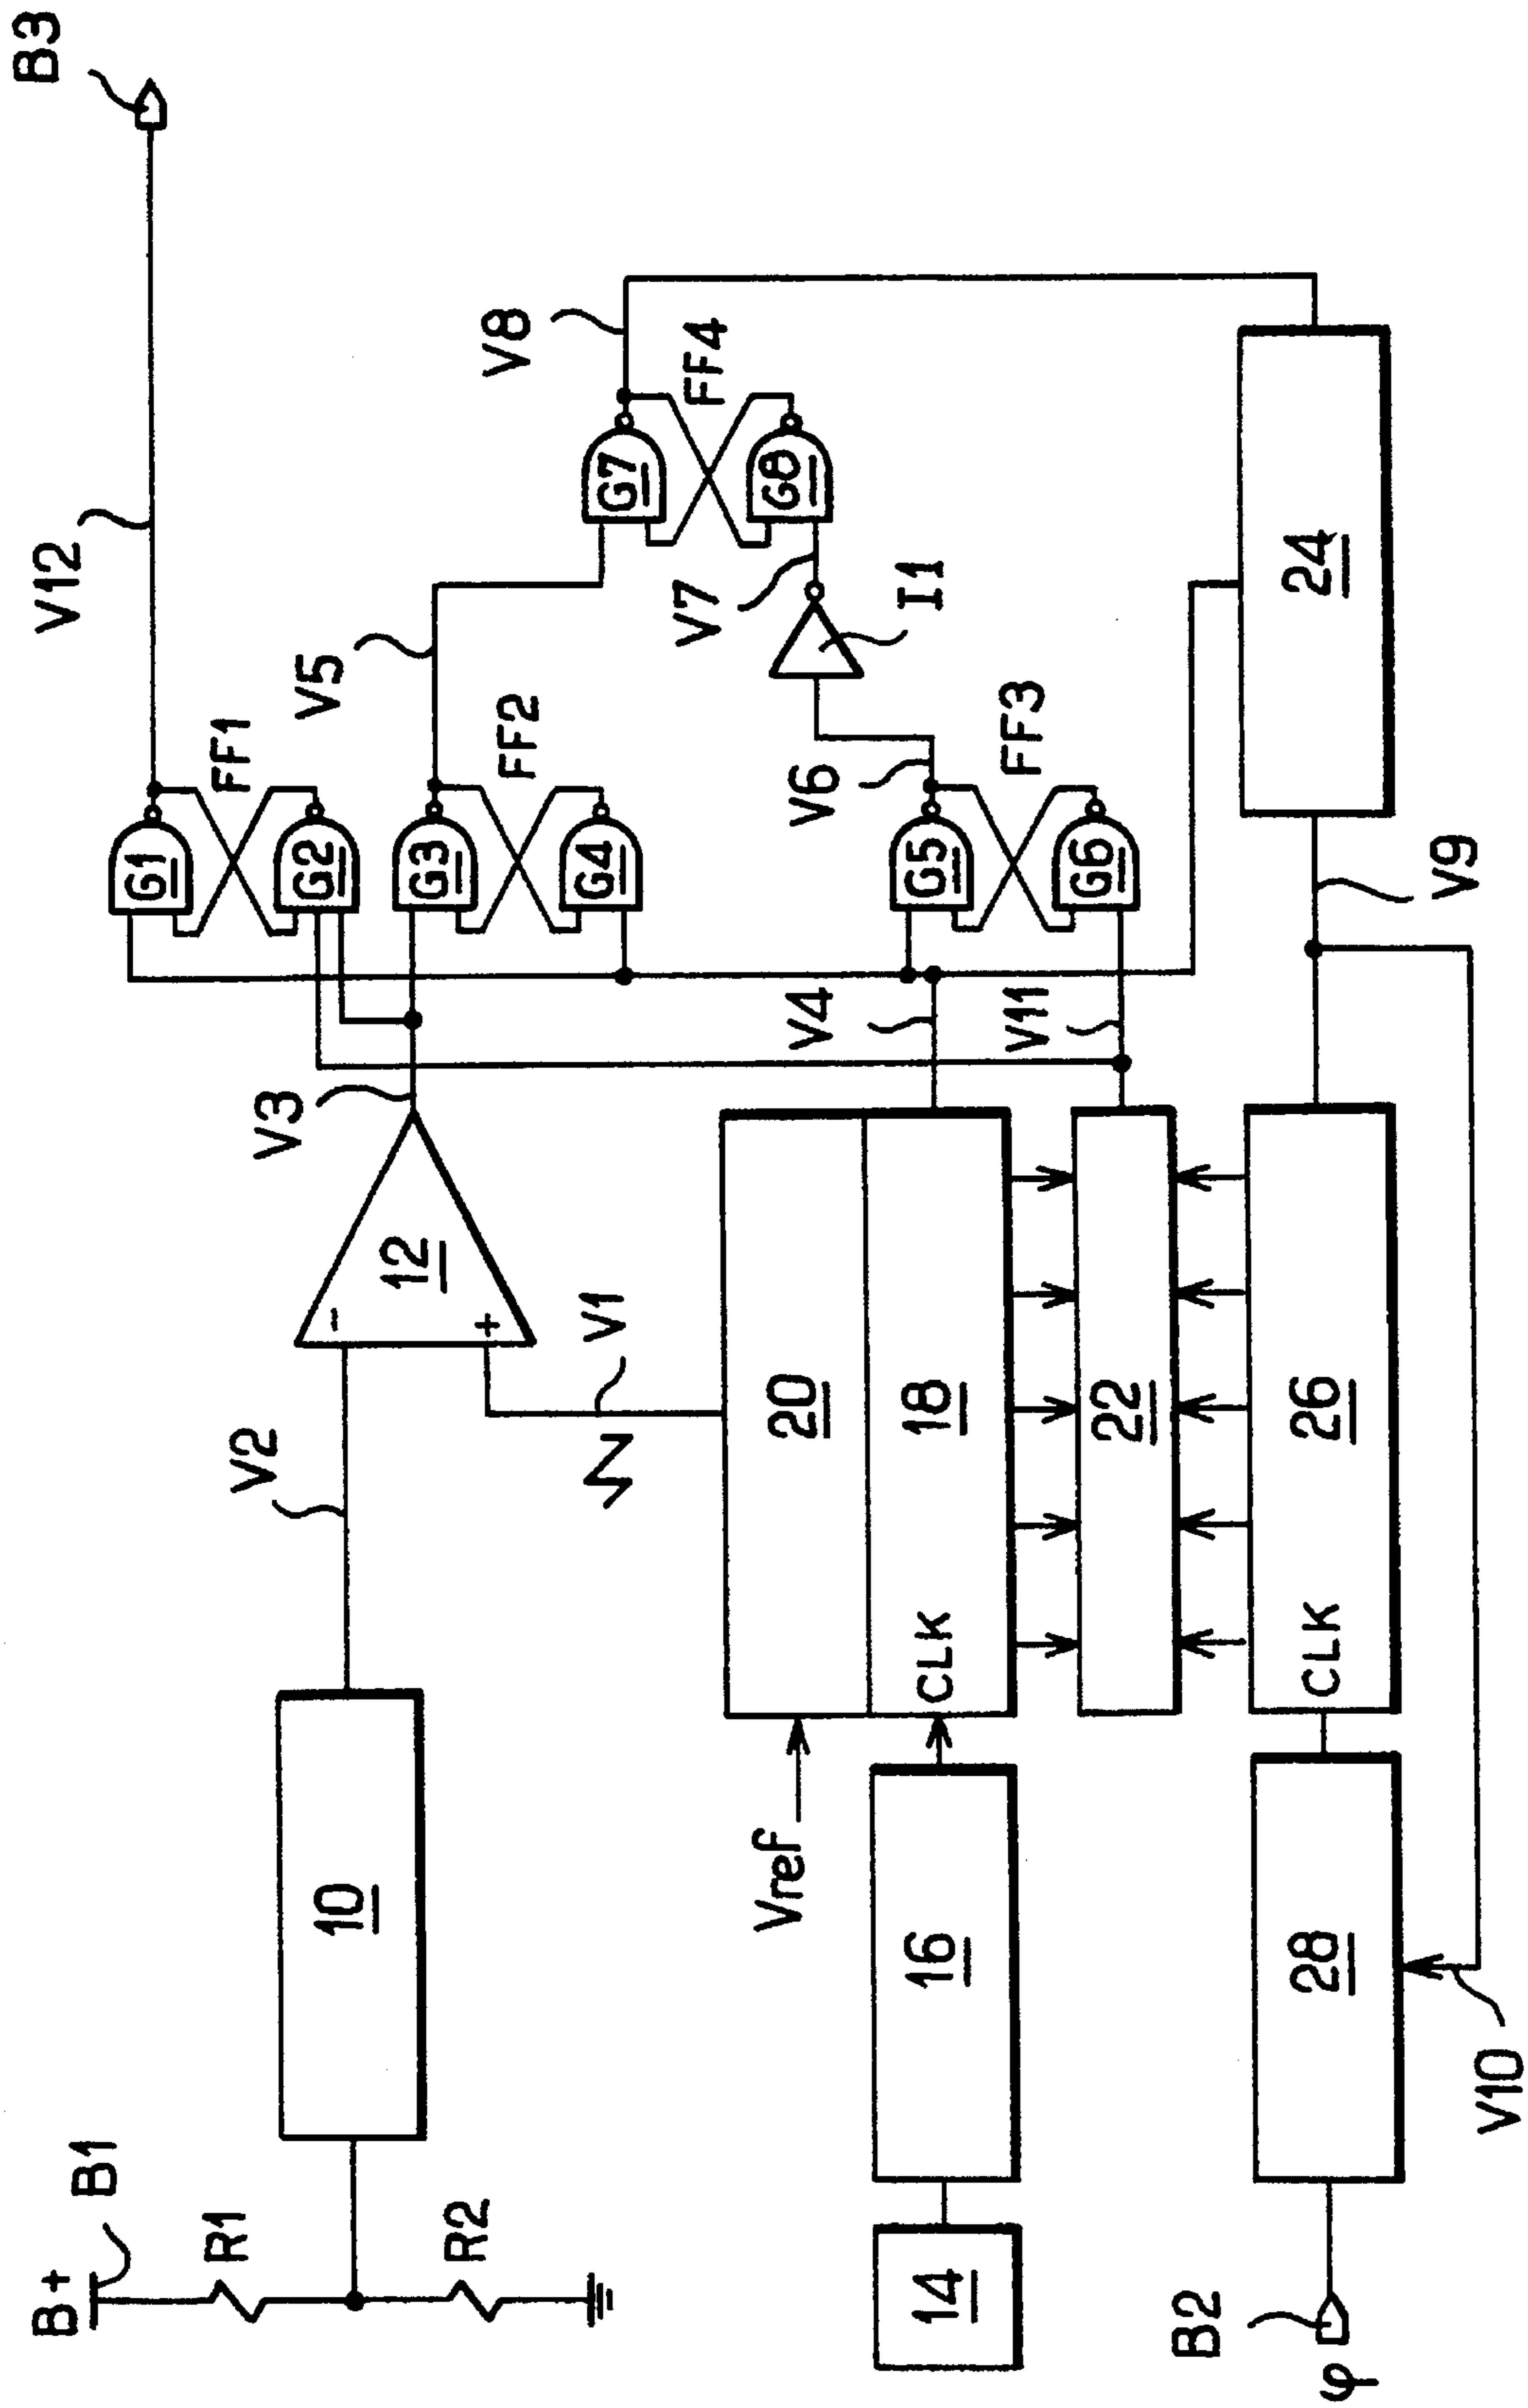 B3
V12
V8
FF4
G7
G8
V7
I1
V5
FF1
FF2
G1
G2
G3
G4
V6
FF3
G5
G6
24
V9
V4
V11
V3
12
-
+
V1
V2
20
18
CLK
22
26
CLK
Vref
10
16
28
V10
B1
B+
R1
R2
14
B2
φ